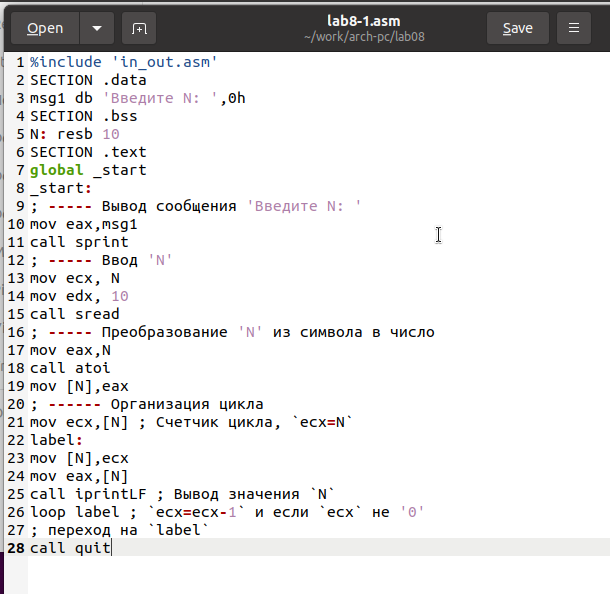 Open
lab8-1.asm
~/work/arch-pc/lab08
Save
1 %include 'in_out.asm'
2 SECTION .data
3 msg1 db 'Введите N: ',0h
4 SECTION .bss
5 N: resb 10
6 SECTION .text
7 global _start
8 _start:
9 ; ----- Вывод сообщения 'Введите N: '
10 mov eax,msg1
11 call sprint
12 ; ----- Ввод 'N'
13 mov ecx, N
14 mov edx, 10
15 call sread
16 ; ----- Преобразование 'N' из символа в число
17 mov eax,N
18 call atoi
19 mov [N],eax
20 ; ------ Организация цикла
21 mov ecx,[N] ; Счетчик цикла, `ecx=N`
22 label:
23 mov [N],ecx
24 mov eax,[N]
25 call iprintLF ; Вывод значения `N`
26 loop label ; `ecx=ecx-1` и если `ecx` не '0'
27 ; переход на `label`
28 call quit